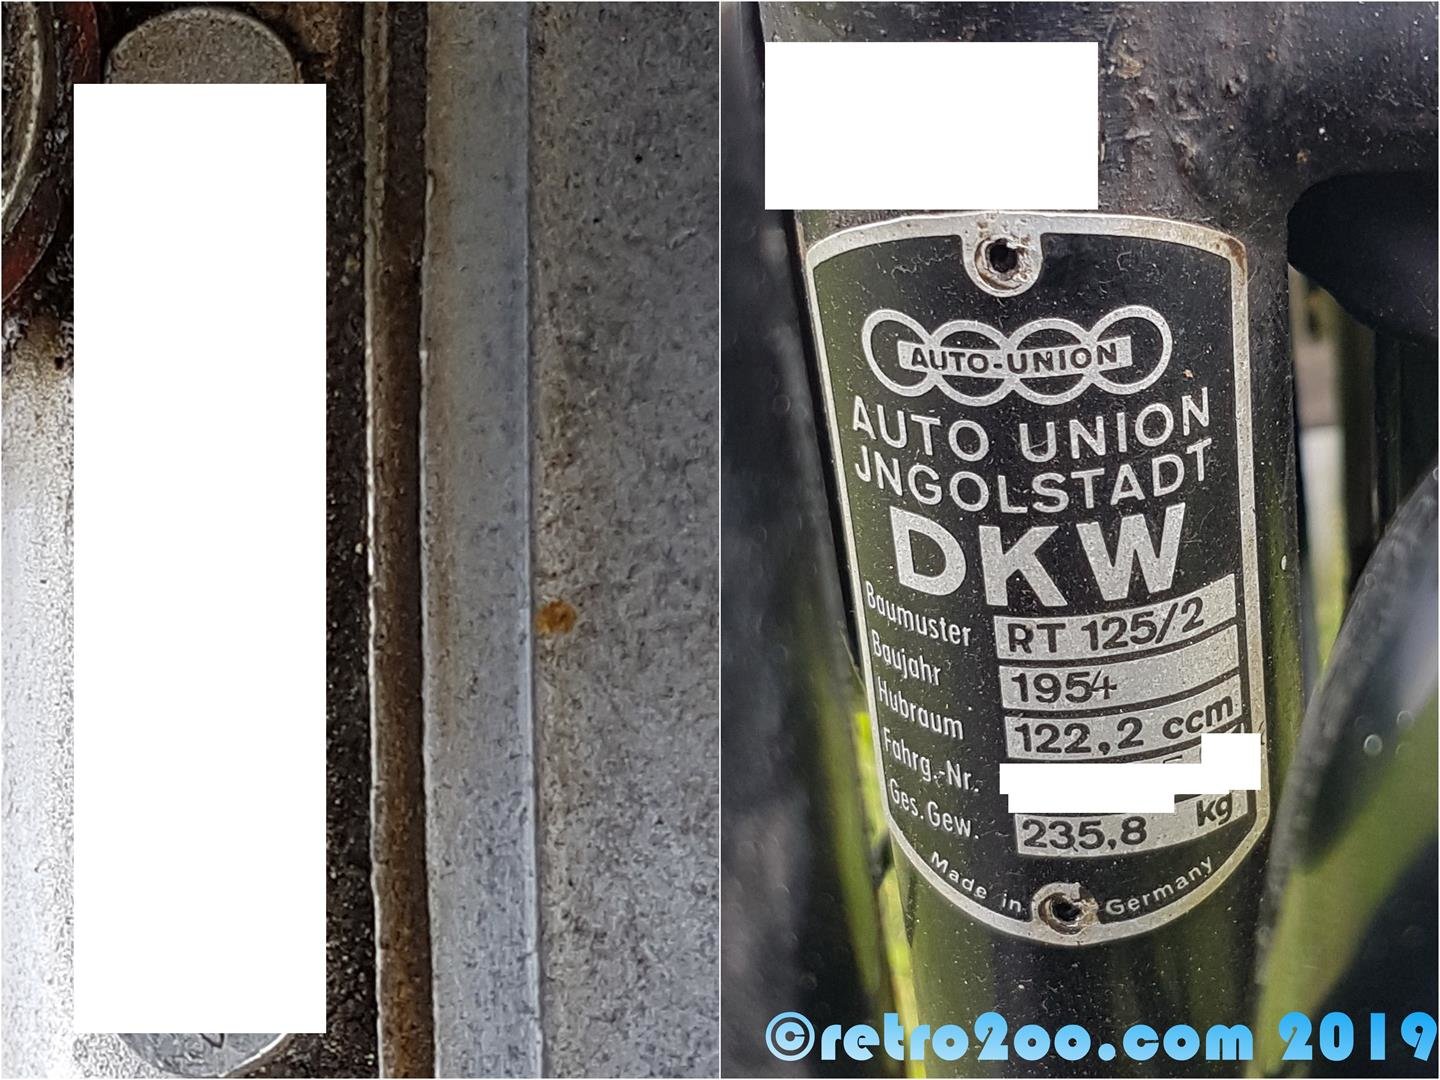 AUTO-UNION
AUTO UNION
JNGOLSTADT
DKW
Baumuster RT 125/2
Baujahr 1954
Hubraum 122,2 ccm
Fahrg.-Nr.
Ges. Gew. 235,8 kg
Made in Germany
©retro2oo.com 2019